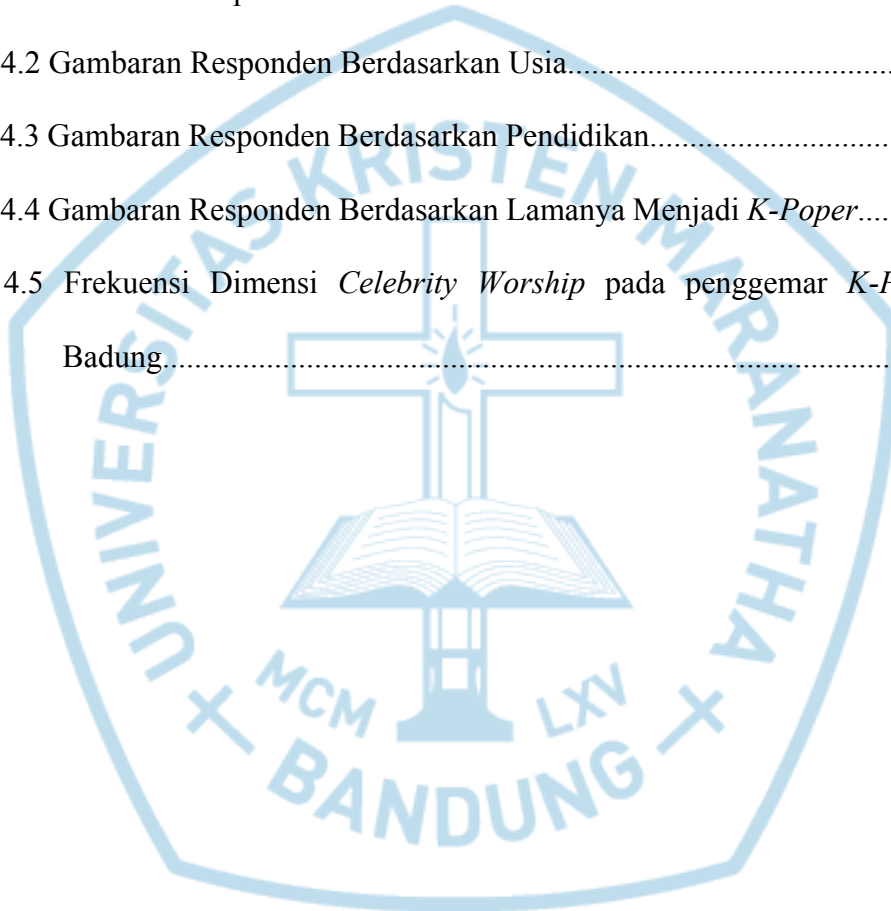 4.2 Gambaran Responden Berdasarkan Usia
4.3 Gambaran Responden Berdasarkan Pendidikan
4.4 Gambaran Responden Berdasarkan Lamanya Menjadi K-Poper
4.5 Frekuensi Dimensi Celebrity Worship pada penggemar
Badung
UNIVERSITAS KRISTEN MARANATHA
MCM LXV
BANDUNG